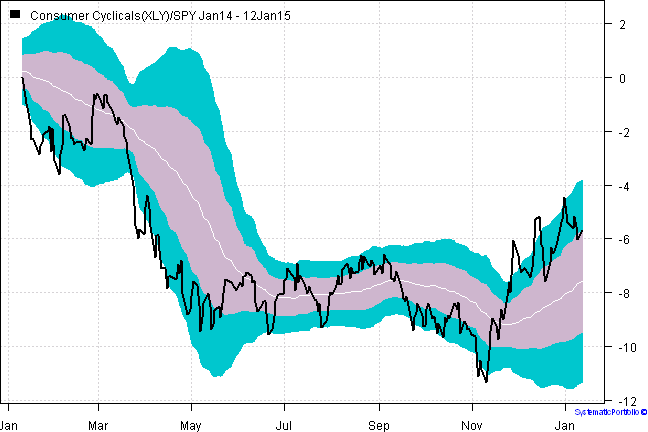 Consumer Cyclicals(XLY)/SPY Jan14 - 12Jan15
2
0
-2
-4
-6
-8
-10
-12
SystematicPortfolio ©
Jan Mar May Jul Sep Nov Jan